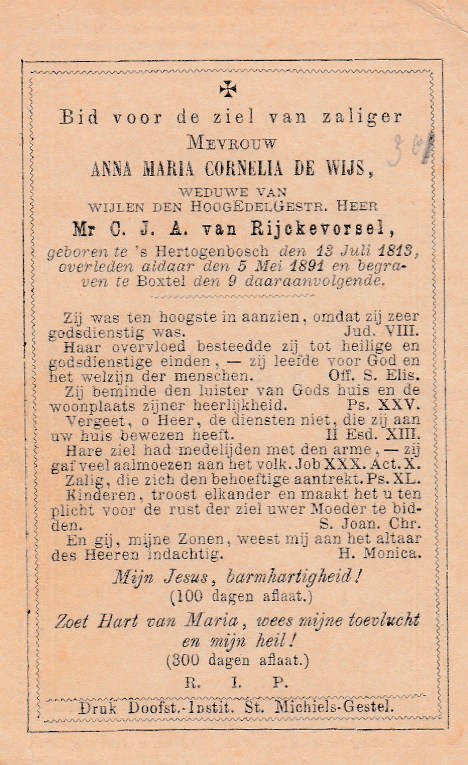 Bid voor de ziel van zaliger
MEVROUW
ANNA MARIA CORNELIA DE WIJS,
WEDUWE VAN
WIJLEN DEN HOOGEDELGESTR. HEER
Mr C. J. A. van Rijckevorsel,
geboren te 's Hertogenbosch den 13 Juli 1813,
overleden aldaar den 5 Mei 1891 en begra-
ven te Boxtel den 9 daaraanvolgende.
Zij was ten hoogste in aanzien, omdat zij zeer
godsdienstig was. Jud. VIII.
Haar overvloed besteedde zij tot heilige en
godsdienstige einden, — zij leefde voor God en
het welzijn der menschen. Off. S. Elis.
Zij beminde den luister van Gods huis en de
woonplaats zijner heerlijkheid. Ps. XXV.
Vergeet, o Heer, de diensten niet, die zij aan
uw huis bewezen heeft. II Esd. XIII.
Hare ziel had medelijden met den arme, — zij
gaf veel aalmoezen aan het volk. Job XXX. Act. X.
Zalig, die zich den behoeftige aantrekt. Ps. XL.
Kinderen, troost elkander en maakt het u ten
plicht voor de rust der ziel uwer Moeder te bid-
den. S. Joan. Chr.
En gij, mijne Zonen, weest mij aan het altaar
des Heeren indachtig. H. Monica.
Mijn Jesus, barmhartigheid!
(100 dagen aflaat.)
Zoet Hart van Maria, wees mijne toevlucht
en mijn heil!
(300 dagen aflaat.)
R. I. P.
Druk Doofst.-Instit. St. Michiels-Gestel.